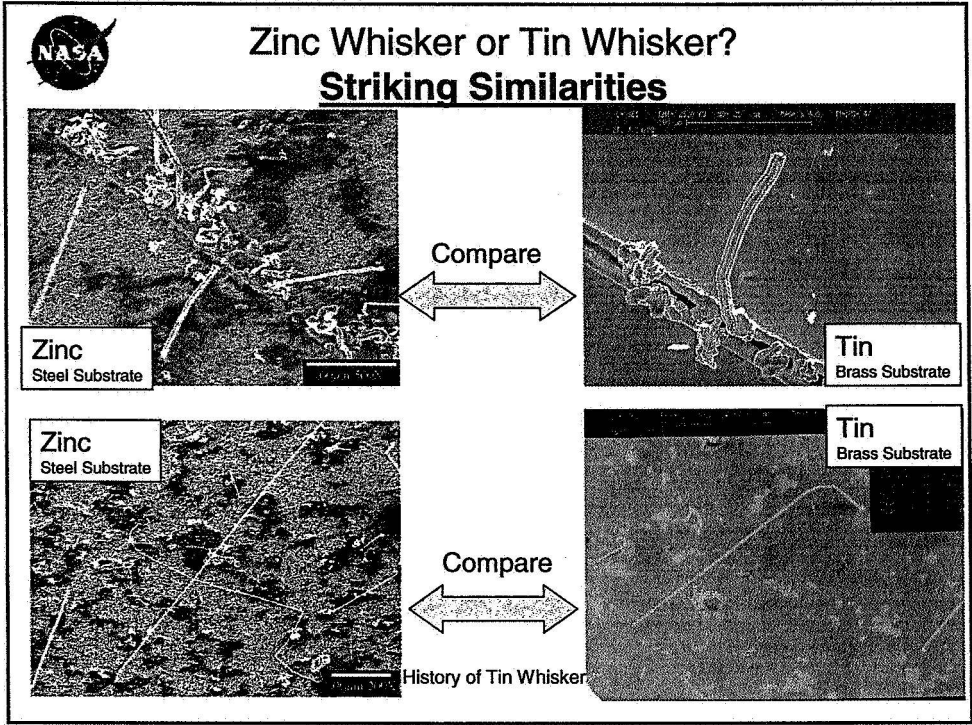 NASA
Zinc Whisker or Tin Whisker?
Striking Similarities
Compare
Zinc
Steel Substrate
Tin
Brass Substrate
Zinc
Steel Substrate
Tin
Brass Substrate
Compare
History of Tin Whisker